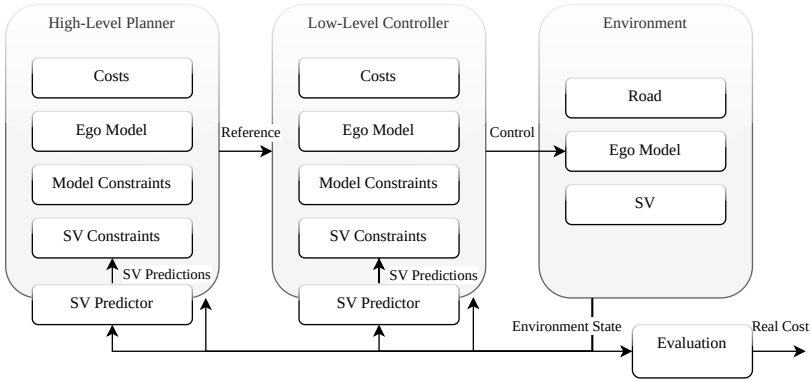 High-Level Planner
Costs
Ego Model
Model Constraints
SV Constraints
SV Predictions
SV Predictor
Reference
Low-Level Controller
Costs
Ego Model
Model Constraints
SV Constraints
SV Predictions
SV Predictor
Control
Environment
Road
Ego Model
SV
Environment State
Evaluation
Real Cost